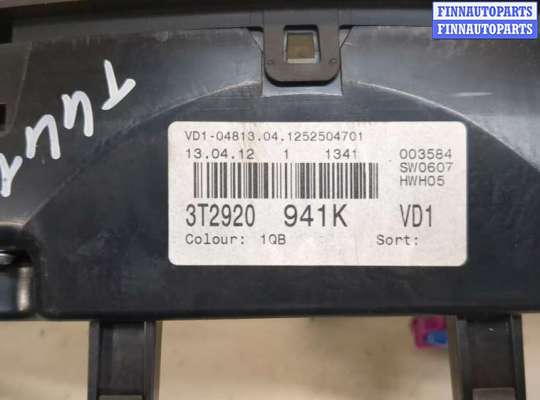 FINNAUTOPARTS
FINNAUTOPARTS
VD1-04813.04.1252504701
13.04.12 1 1341 003584
SW0607
HWH05
3T2920 941K VD1
Colour: 1QB Sort: